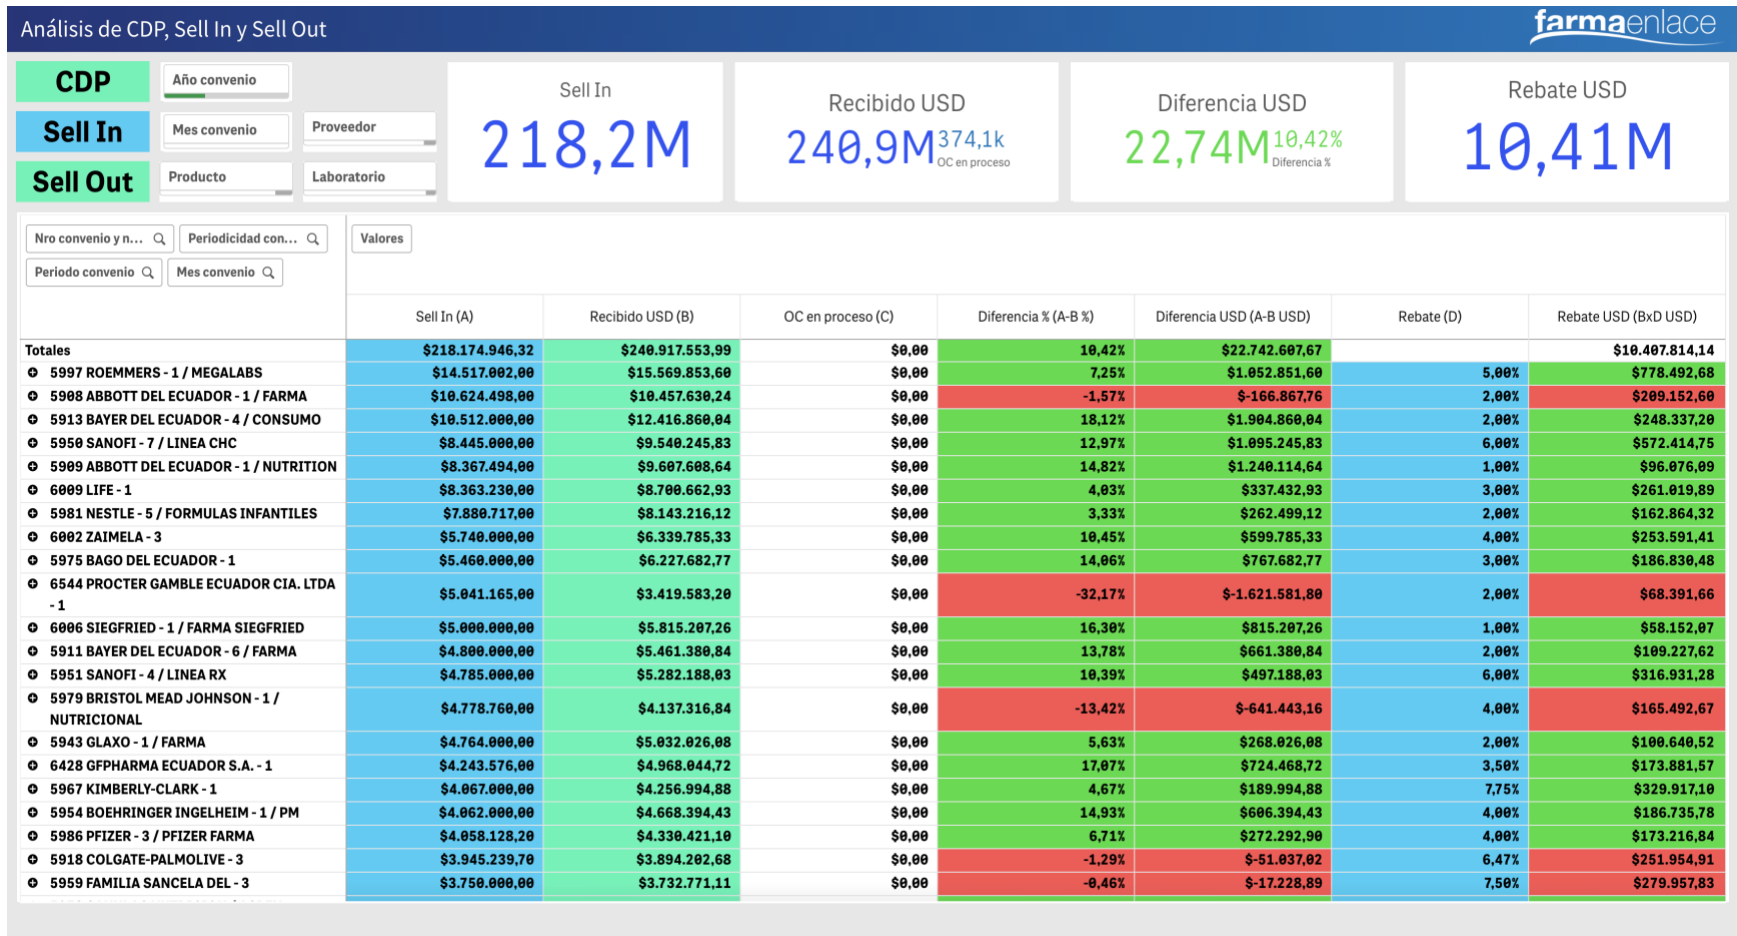 Análisis de CDP, Sell In y Sell Out
farmaenlace
CDP
Año convenio
Sell In
Mes convenio
Proveedor
Sell Out
Producto
Laboratorio
Sell In
218,2M
Recibido USD
240,9M
374,1k
OC en proceso
Diferencia USD
22,74M
10,42%
Diferencia %
Rebate USD
10,41M
Nro convenio y n...
Periodicidad con...
Valores
Periodo convenio
Mes convenio
Sell In (A) Recibido USD (B) OC en proceso (C) Diferencia % (A-B %) Diferencia USD (A-B USD) Rebate (D) Rebate USD (BxD USD)
Totales $218.174.946,32 $240.917.553,99 $0,00 10,42% $22.742.607,67 $10.407.814,14
5997 ROEMMERS - 1 / MEGALABS $14.517.002,00 $15.569.853,60 $0,00 7,25% $1.052.851,60 5,00% $778.492,68
5908 ABBOTT DEL ECUADOR - 1 / FARMA $10.624.498,00 $10.457.630,24 $0,00 -1,57% $-166.867,76 2,00% $209.152,60
5913 BAYER DEL ECUADOR - 4 / CONSUMO $10.512.000,00 $12.416.860,04 $0,00 18,12% $1.904.860,04 2,00% $248.337,20
5950 SANOFI - 7 / LINEA CHC $8.445.000,00 $9.540.245,83 $0,00 12,97% $1.095.245,83 6,00% $572.414,75
5909 ABBOTT DEL ECUADOR - 1 / NUTRITION $8.367.494,00 $9.607.608,64 $0,00 14,82% $1.240.114,64 1,00% $96.076,09
6009 LIFE - 1 $8.363.230,00 $8.700.662,93 $0,00 4,03% $337.432,93 3,00% $261.019,89
5981 NESTLE - 5 / FORMULAS INFANTILES $7.880.717,00 $8.143.216,12 $0,00 3,33% $262.499,12 2,00% $162.864,32
6002 ZAIMELA - 3 $5.740.000,00 $6.339.785,33 $0,00 10,45% $599.785,33 4,00% $253.591,41
5975 BAGO DEL ECUADOR - 1 $5.460.000,00 $6.227.682,77 $0,00 14,06% $767.682,77 3,00% $186.830,48
6544 PROCTER GAMBLE ECUADOR CIA. LTDA
- 1 $5.041.165,00 $3.419.583,20 $0,00 -32,17% $-1.621.581,80 2,00% $68.391,66
6006 SIEGFRIED - 1 / FARMA SIEGFRIED $5.000.000,00 $5.815.207,26 $0,00 16,30% $815.207,26 1,00% $58.152,07
5911 BAYER DEL ECUADOR - 6 / FARMA $4.800.000,00 $5.461.380,84 $0,00 13,78% $661.380,84 2,00% $109.227,62
5951 SANOFI - 4 / LINEA RX $4.785.000,00 $5.282.188,03 $0,00 10,39% $497.188,03 6,00% $316.931,28
5979 BRISTOL MEAD JOHNSON - 1 /
NUTRICIONAL $4.778.760,00 $4.137.316,84 $0,00 -13,42% $-641.443,16 4,00% $165.492,67
5943 GLAXO - 1 / FARMA $4.764.000,00 $5.032.026,08 $0,00 5,63% $268.026,08 2,00% $100.640,52
6428 GFPHARMA ECUADOR S.A. - 1 $4.243.576,00 $4.968.044,72 $0,00 17,07% $724.468,72 3,50% $173.881,57
5967 KIMBERLY-CLARK - 1 $4.067.000,00 $4.256.994,88 $0,00 4,67% $189.994,88 7,75% $329.917,10
5954 BOEHRINGER INGELHEIM - 1 / PM $4.062.000,00 $4.668.394,43 $0,00 14,93% $606.394,43 4,00% $186.735,78
5986 PFIZER - 3 / PFIZER FARMA $4.058.128,20 $4.330.421,10 $0,00 6,71% $272.292,90 4,00% $173.216,84
5918 COLGATE-PALMOLIVE - 3 $3.945.239,70 $3.894.202,68 $0,00 -1,29% $-51.037,02 6,47% $251.954,91
5959 FAMILIA SANCELA DEL - 3 $3.750.000,00 $3.732.771,11 $0,00 -0,46% $-17.228,89 7,50% $279.957,83